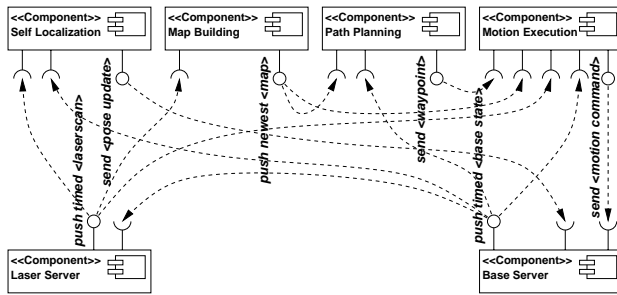 <<Component>>
Self Localization
<<Component>>
Map Building
<<Component>>
Path Planning
<<Component>>
Motion Execution
push timed <laserscan>
send <pose update>
push newest <map>
send <waypoint>
push timed <base state>
send <motion command>
<<Component>>
Laser Server
<<Component>>
Base Server